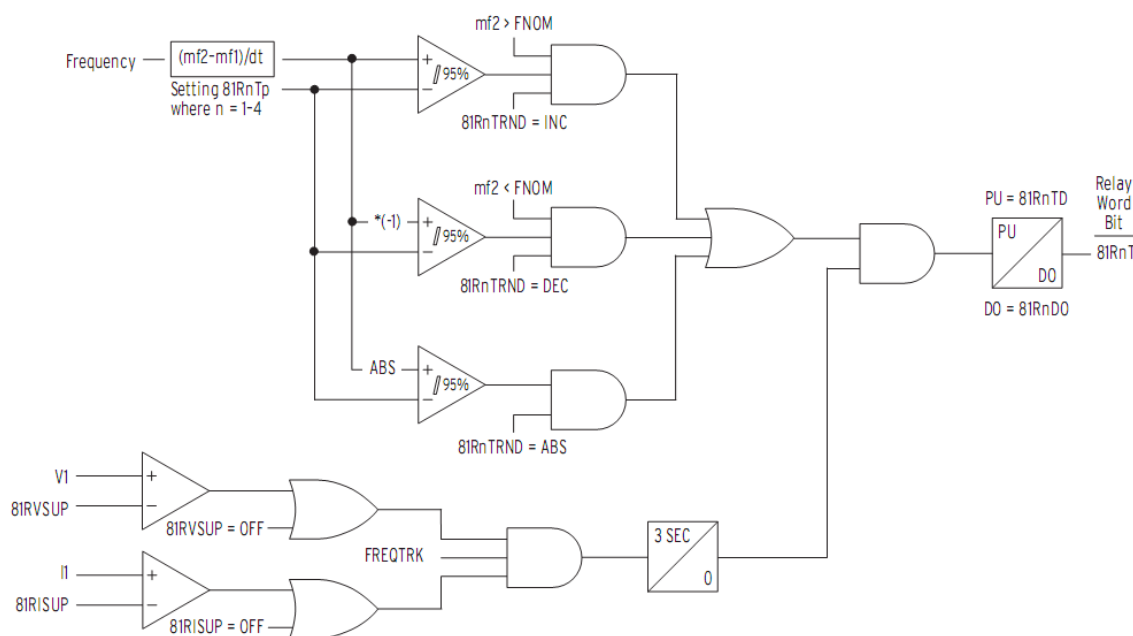 mf2 > FNOM
Frequency
(mf2-mf1)/dt
Setting 81RnTp
where n = 1-4
+
95%
−
81RnTRND = INC
mf2 < FNOM
*(-1)
+
95%
−
81RnTRND = DEC
PU = 81RnTD
Relay
Word
Bit
PU
DO
81RnT
DO = 81RnDO
ABS
+
95%
−
81RnTRND = ABS
V1
+
81RVSUP
−
81RVSUP = OFF
FREQTRK
3 SEC
0
I1
+
81RISUP
−
81RISUP = OFF